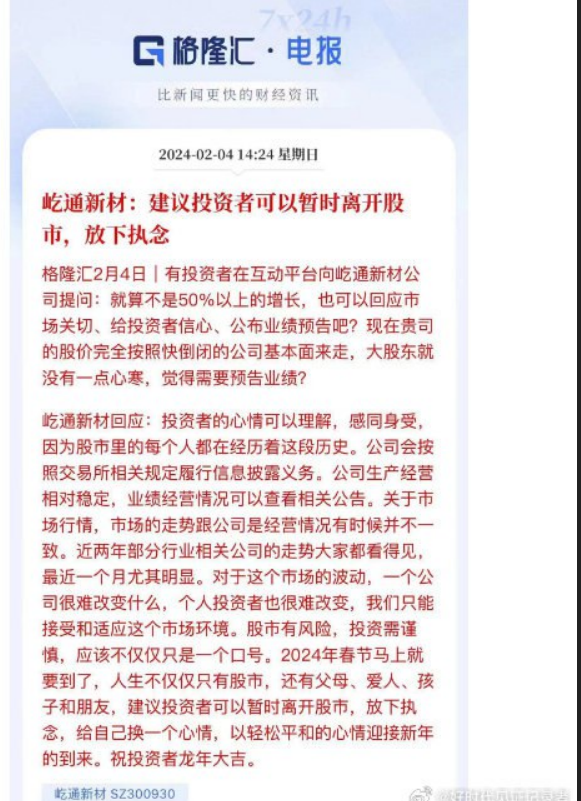 7x24h
格隆汇·电报
比新闻更快的财经资讯
2024-02-04 14:24 星期日
屹通新材：建议投资者可以暂时离开股
市，放下执念
格隆汇2月4日｜有投资者在互动平台向屹通新材公
司提问：就算不是50%以上的增长，也可以回应市
场关切、给投资者信心、公布业绩预告吧？现在贵司
的股价完全按照快倒闭的公司基本面来走，大股东就
没有一点心寒，觉得需要预告业绩？
屹通新材回应：投资者的心情可以理解，感同身受，
因为股市里的每个人都在经历着这段历史。公司会按
照交易所相关规定履行信息披露义务。公司生产经营
相对稳定，业绩经营情况可以查看相关公告。关于市
场行情，市场的走势跟公司是经营情况有时候并不一
致。近两年部分行业相关公司的走势大家都看得见，
最近一个月尤其明显。对于这个市场的波动，一个公
司很难改变什么，个人投资者也很难改变，我们只能
接受和适应这个市场环境。股市有风险，投资需谨
慎，应该不仅仅只是一个口号。2024年春节马上就
要到了，人生不仅仅只有股市，还有父母、爱人、孩
子和朋友，建议投资者可以暂时离开股市，放下执
念，给自己换一个心情，以轻松平和的心情迎接新年
的到来。祝投资者龙年大吉。
屹通新材 SZ300930